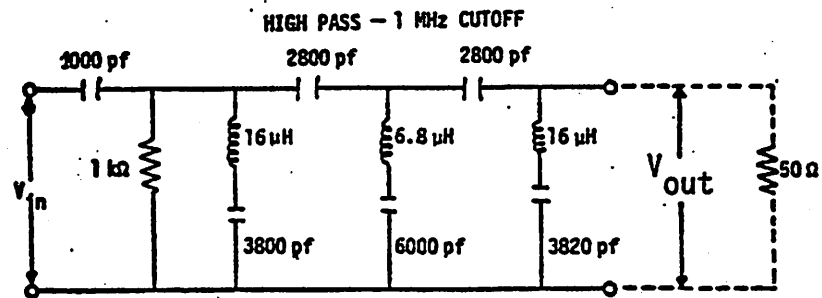 HIGH PASS – 1 MHz CUTOFF
1000 pf
2800 pf
2800 pf
16 μH
6.8 μH
16 μH
1 kΩ
50 Ω
V in
V out
3800 pf
6000 pf
3820 pf